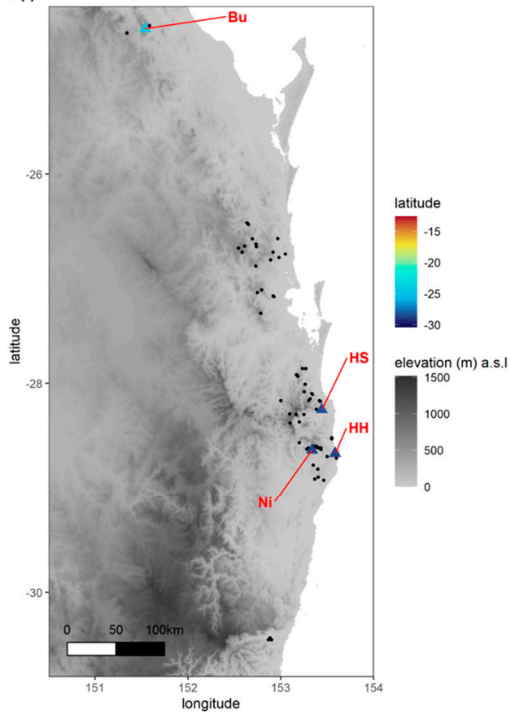 Bu
-26
-28
-30
latitude
HS
HH
Ni
0 50 100km
151 152 153 154
longitude
latitude
-15
-20
-25
-30
elevation (m) a.s.l
1500
1000
500
0